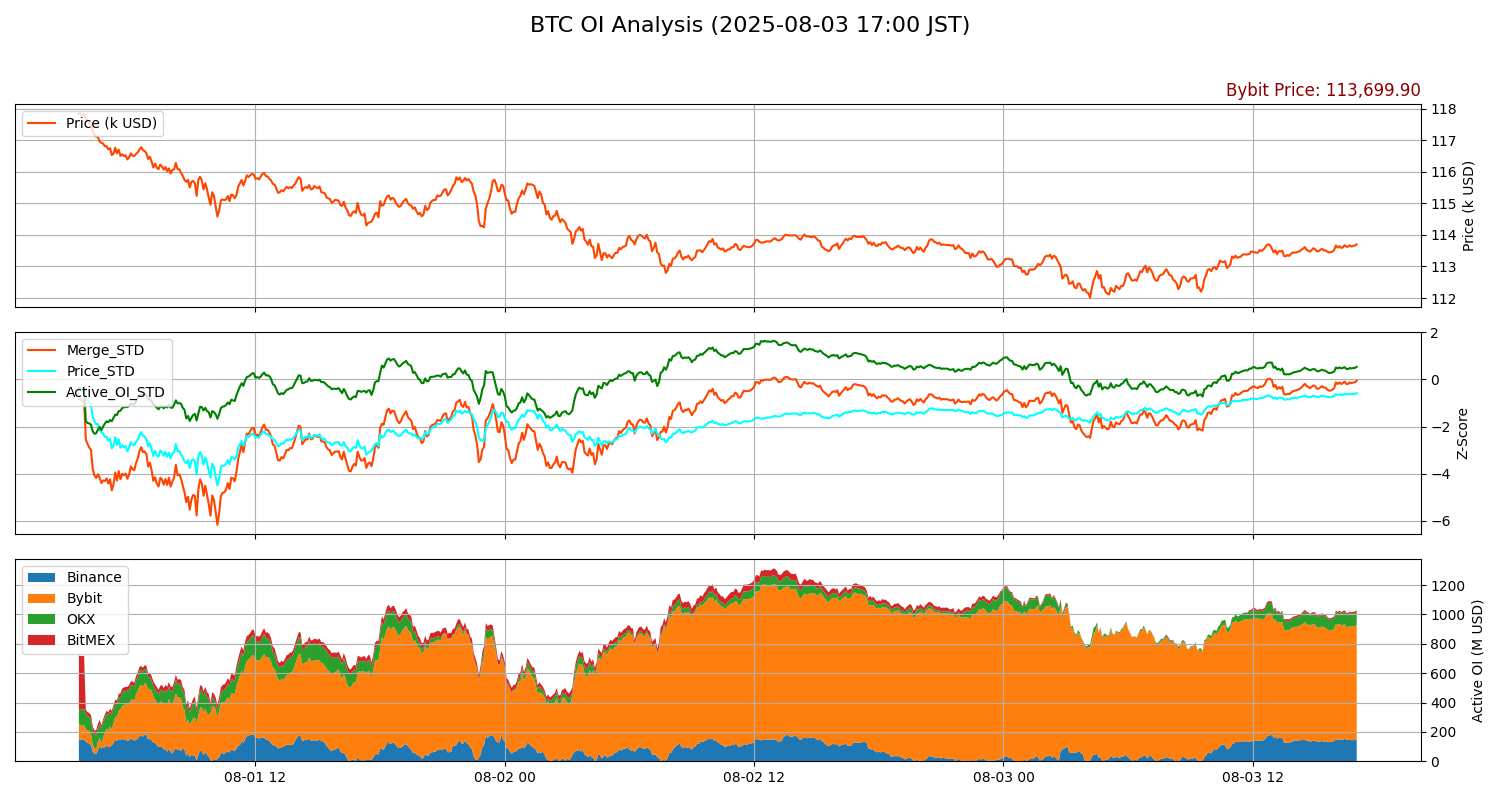 BTC OI Analysis (2025-08-03 17:00 JST)
Bybit Price: 113,699.90
Price (k USD)
118
117
116
115
114
113
112
Price (k USD)
Merge_STD
Price_STD
Active_OI_STD
2
0
−2
−4
−6
Z-Score
Binance
Bybit
OKX
BitMEX
1200
1000
800
600
400
200
0
Active OI (M USD)
08-01 12
08-02 00
08-02 12
08-03 00
08-03 12